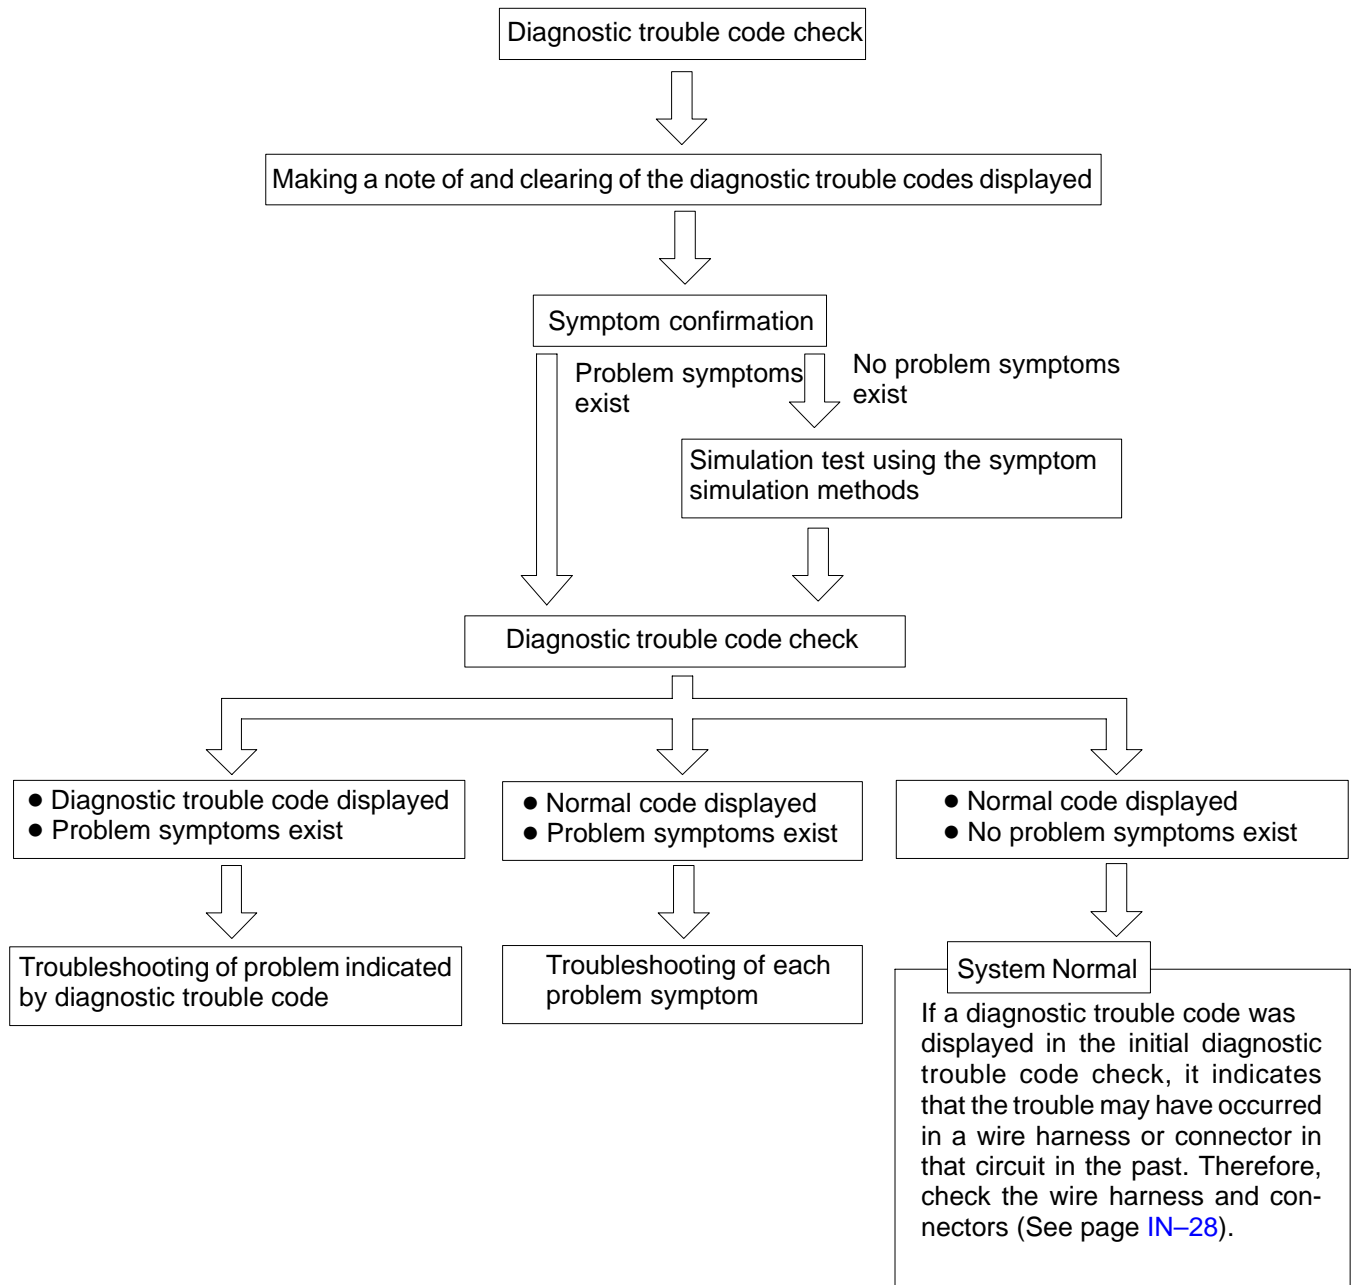 Diagnostic trouble code check
Making a note of and clearing of the diagnostic trouble codes displayed
Symptom confirmation
Problem symptoms
exist
No problem symptoms
exist
Simulation test using the symptom
simulation methods
Diagnostic trouble code check
● Diagnostic trouble code displayed
● Problem symptoms exist
● Normal code displayed
● Problem symptoms exist
● Normal code displayed
● No problem symptoms exist
Troubleshooting of problem indicated
by diagnostic trouble code
Troubleshooting of each
problem symptom
System Normal
If a diagnostic trouble code was
displayed in the initial diagnostic
trouble code check, it indicates
that the trouble may have occurred
in a wire harness or connector in
that circuit in the past. Therefore,
check the wire harness and con-
nectors (See page IN–28).